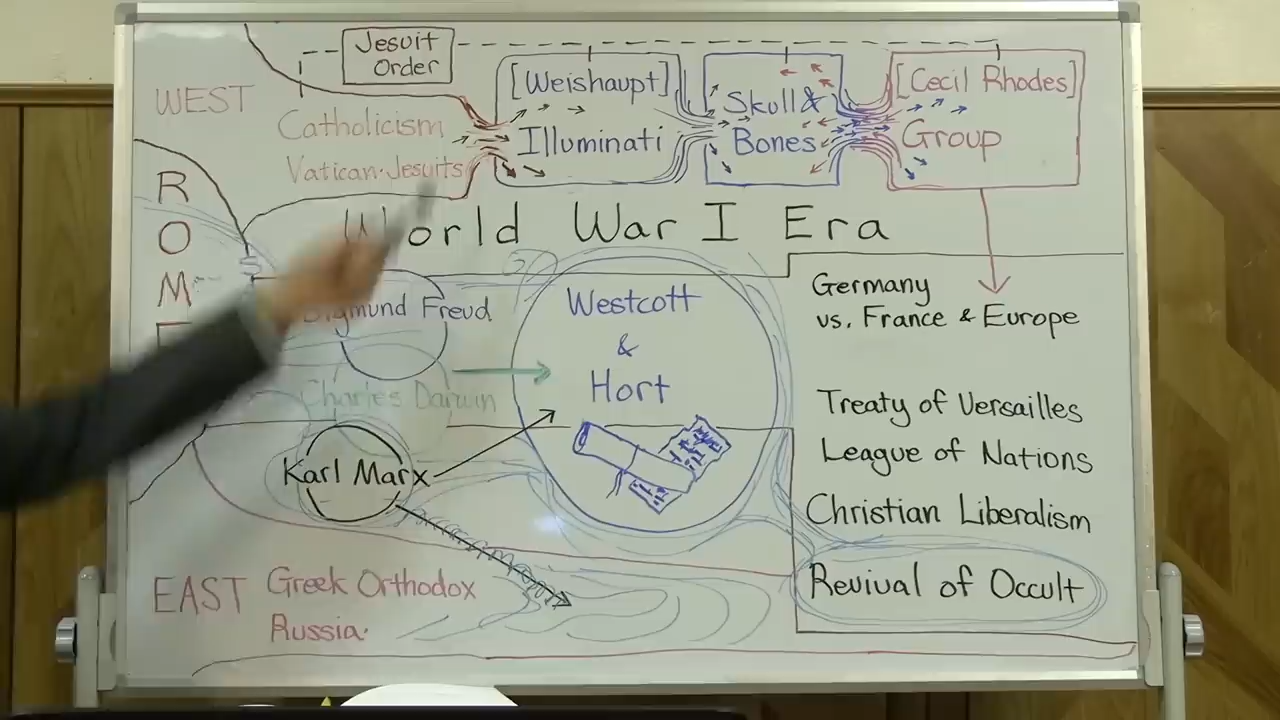 Jesuit
Order
WEST
Catholicism
Vatican·Jesuits
[Weishaupt]
Illuminati
Skull &
Bones
[Cecil Rhodes]
Group
ROM
World War I Era
Sigmund Freud
Charles Darwin
Karl Marx
Westcott
&
Hort
Germany
vs. France & Europe
Treaty of Versailles
League of Nations
Christian Liberalism
Revival of Occult
EAST
Greek Orthodox
Russia.